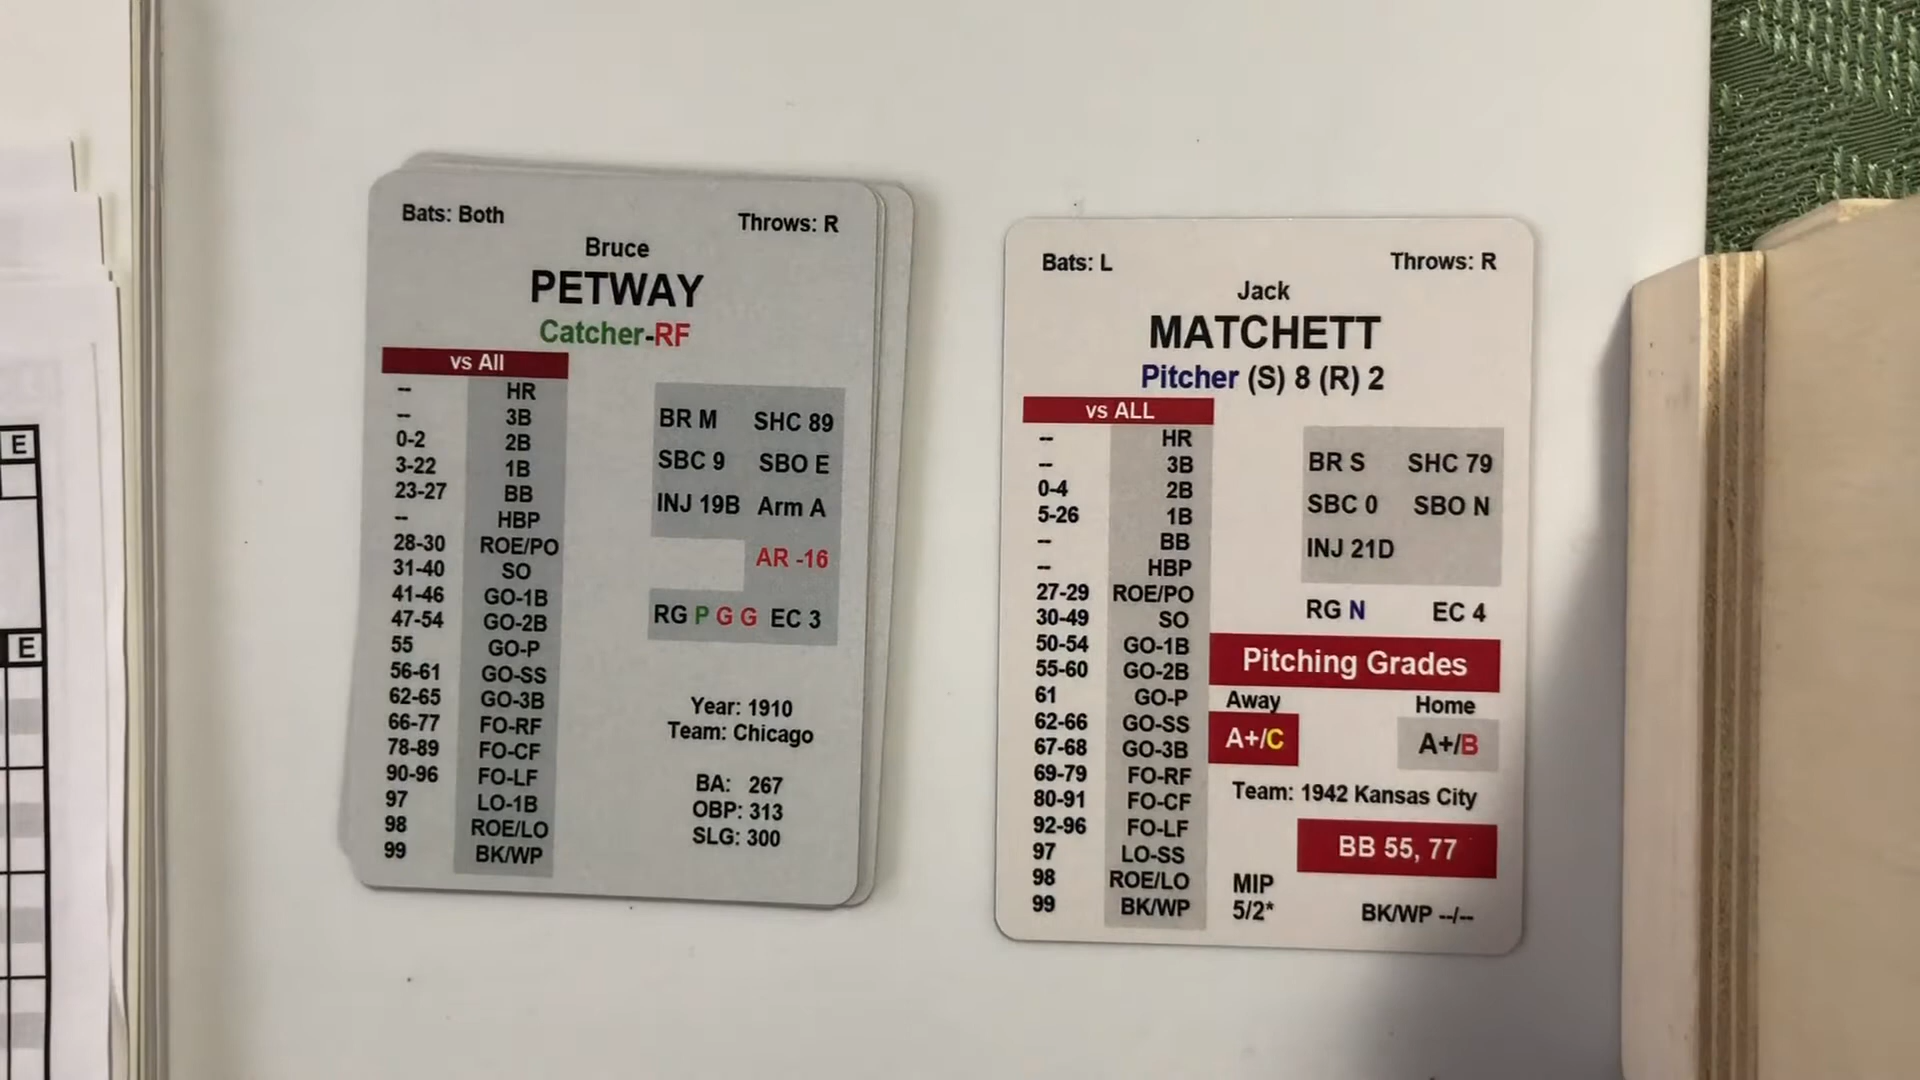 E
E
Bats: Both Throws: R
Bruce
PETWAY
Catcher-RF
vs All
-- HR
-- 3B
0-2 2B
3-22 1B
23-27 BB
-- HBP
28-30 ROE/PO
31-40 SO
41-46 GO-1B
47-54 GO-2B
55 GO-P
56-61 GO-SS
62-65 GO-3B
66-77 FO-RF
78-89 FO-CF
90-96 FO-LF
97 LO-1B
98 ROE/LO
99 BK/WP
BR M SHC 89
SBC 9 SBO E
INJ 19B Arm A
AR -16
RG P G G EC 3
Year: 1910
Team: Chicago
BA: 267
OBP: 313
SLG: 300
Bats: L Throws: R
Jack
MATCHETT
Pitcher (S) 8 (R) 2
vs ALL
-- HR
-- 3B
0-4 2B
5-26 1B
-- BB
-- HBP
27-29 ROE/PO
30-49 SO
50-54 GO-1B
55-60 GO-2B
61 GO-P
62-66 GO-SS
67-68 GO-3B
69-79 FO-RF
80-91 FO-CF
92-96 FO-LF
97 LO-SS
98 ROE/LO
99 BK/WP
BR S SHC 79
SBC 0 SBO N
INJ 21D
RG N EC 4
Pitching Grades
Away Home
A+/C A+/B
Team: 1942 Kansas City
BB 55, 77
MIP
5/2* BK/WP --/--